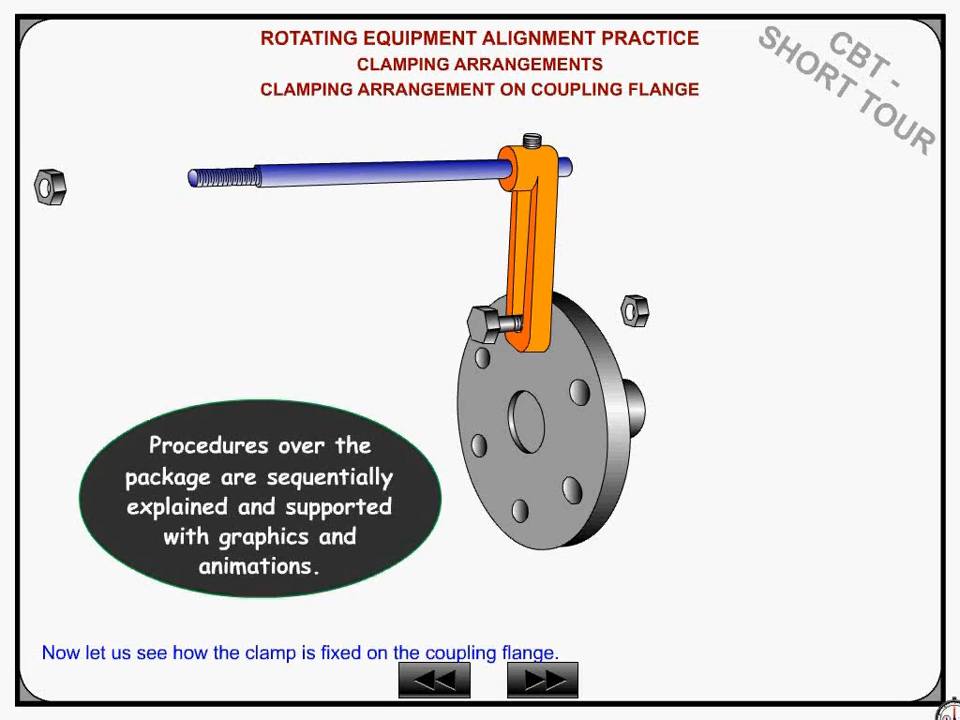 ROTATING EQUIPMENT ALIGNMENT PRACTICE
CLAMPING ARRANGEMENTS
CLAMPING ARRANGEMENT ON COUPLING FLANGE
CBT -
SHORT TOUR
Procedures over the
package are sequentially
explained and supported
with graphics and
animations.
Now let us see how the clamp is fixed on the coupling flange.